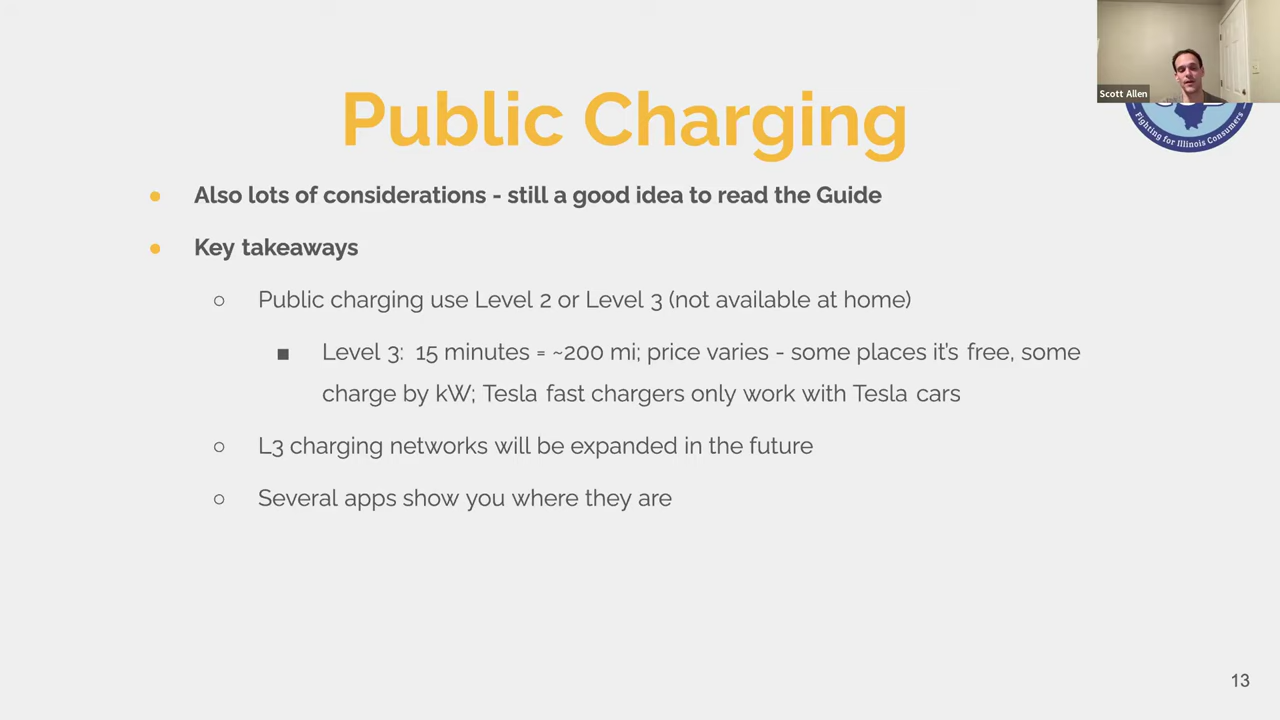 Scott Allen
Fighting for Illinois Consumers
Public Charging
● Also lots of considerations - still a good idea to read the Guide
● Key takeaways
○ Public charging use Level 2 or Level 3 (not available at home)
■ Level 3: 15 minutes = ~200 mi; price varies - some places it's free, some
charge by kW; Tesla fast chargers only work with Tesla cars
○ L3 charging networks will be expanded in the future
○ Several apps show you where they are
13